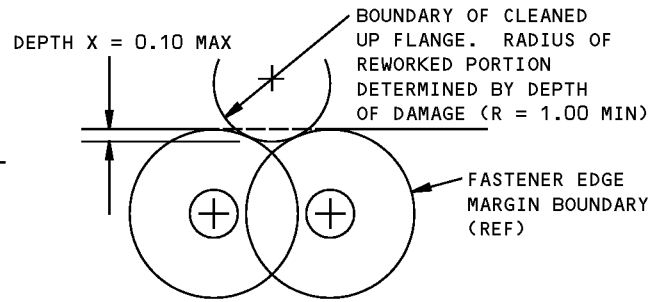 DEPTH X = 0.10 MAX
BOUNDARY OF CLEANED
UP FLANGE. RADIUS OF
REWORKED PORTION
DETERMINED BY DEPTH
OF DAMAGE (R = 1.00 MIN)
FASTENER EDGE
MARGIN BOUNDARY
(REF)